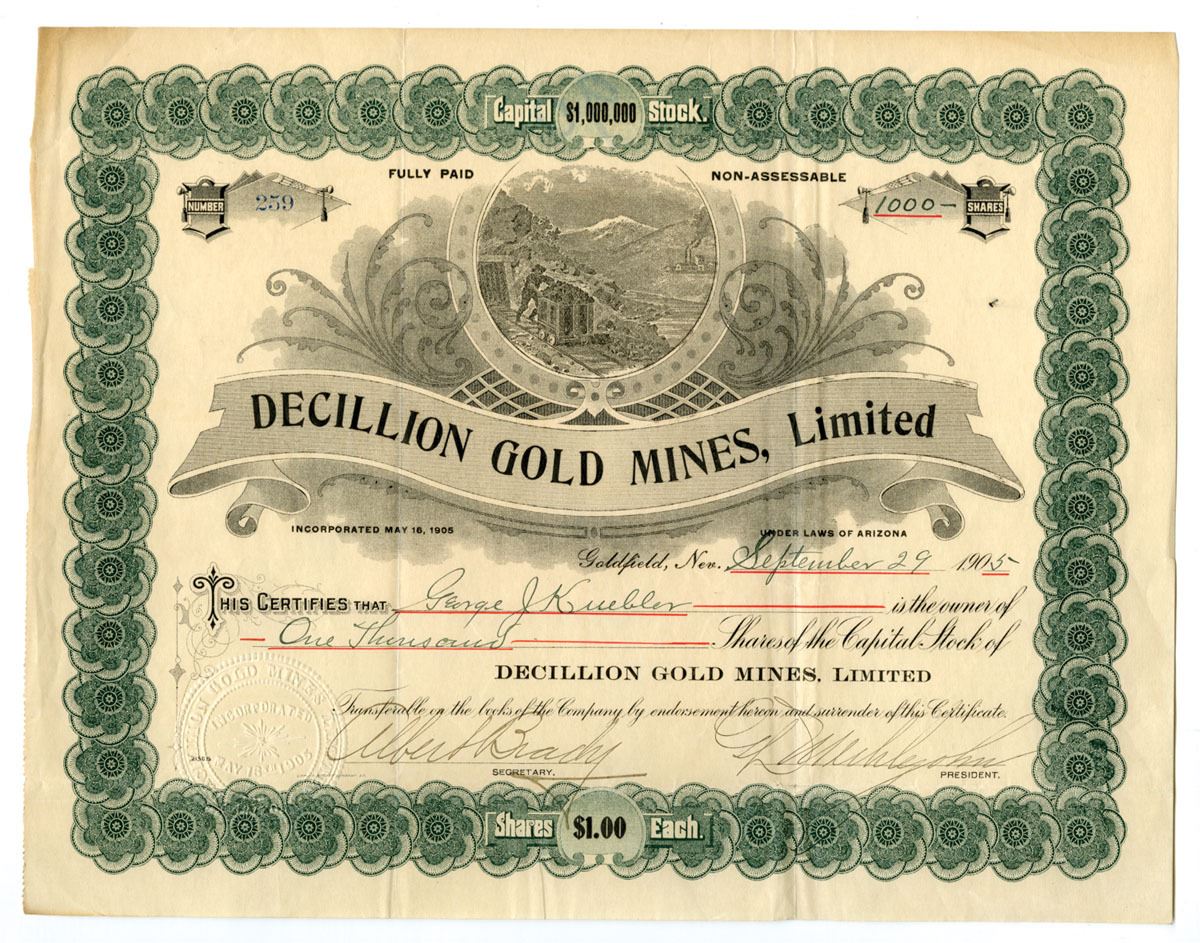 Capital $1,000,000 Stock.
FULLY PAID
NON-ASSESSABLE
NUMBER 259
1000– SHARES
DECILLION GOLD MINES, Limited
INCORPORATED MAY 16, 1905
UNDER LAWS OF ARIZONA
Goldfield, Nev. September 29 1905
THIS CERTIFIES THAT George J Kuebler is the owner of
One Thousand Shares of the Capital Stock of
DECILLION GOLD MINES, LIMITED
Transferable on the books of the Company by endorsement hereon and surrender of this Certificate.
GOLD MINES
INCORPORATED
MAY 16TH 1905
Albert Brady
SECRETARY.
PRESIDENT.
Shares $1.00 Each.